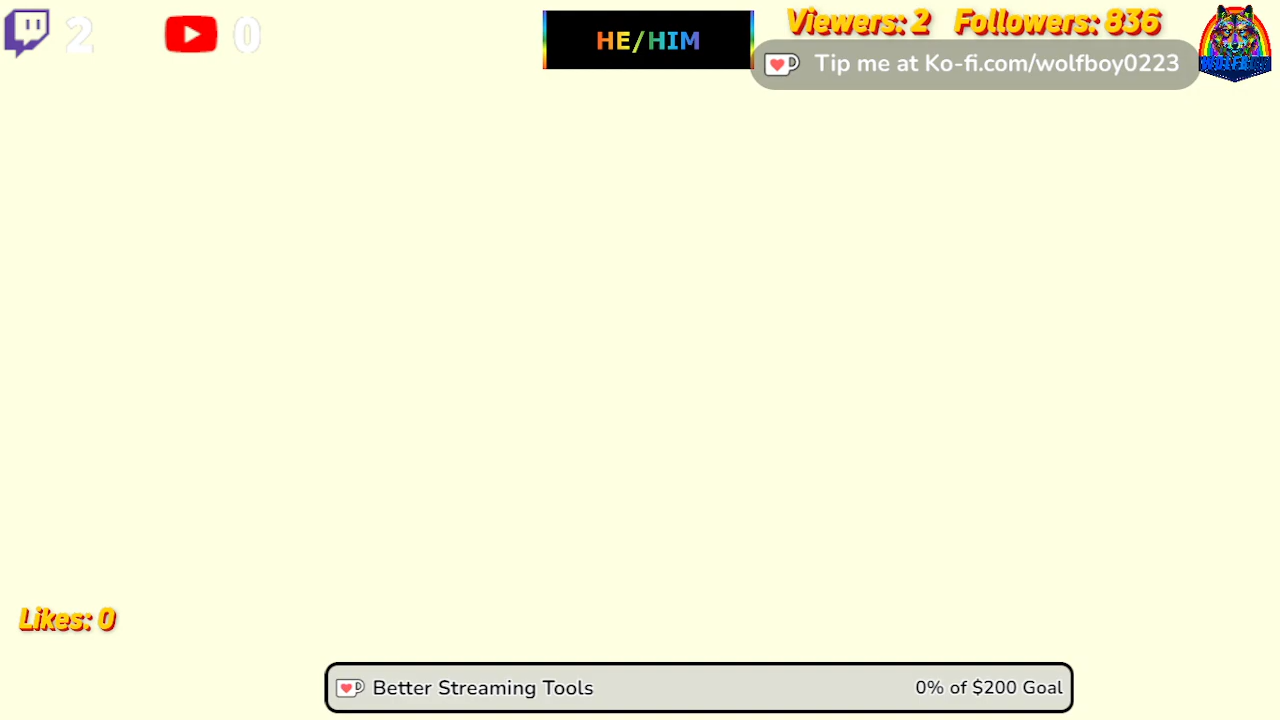 2
0
HE/HIM
Viewers: 2 Followers: 836
Tip me at Ko-fi.com/wolfboy0223
Likes: 0
Better Streaming Tools
0% of $200 Goal